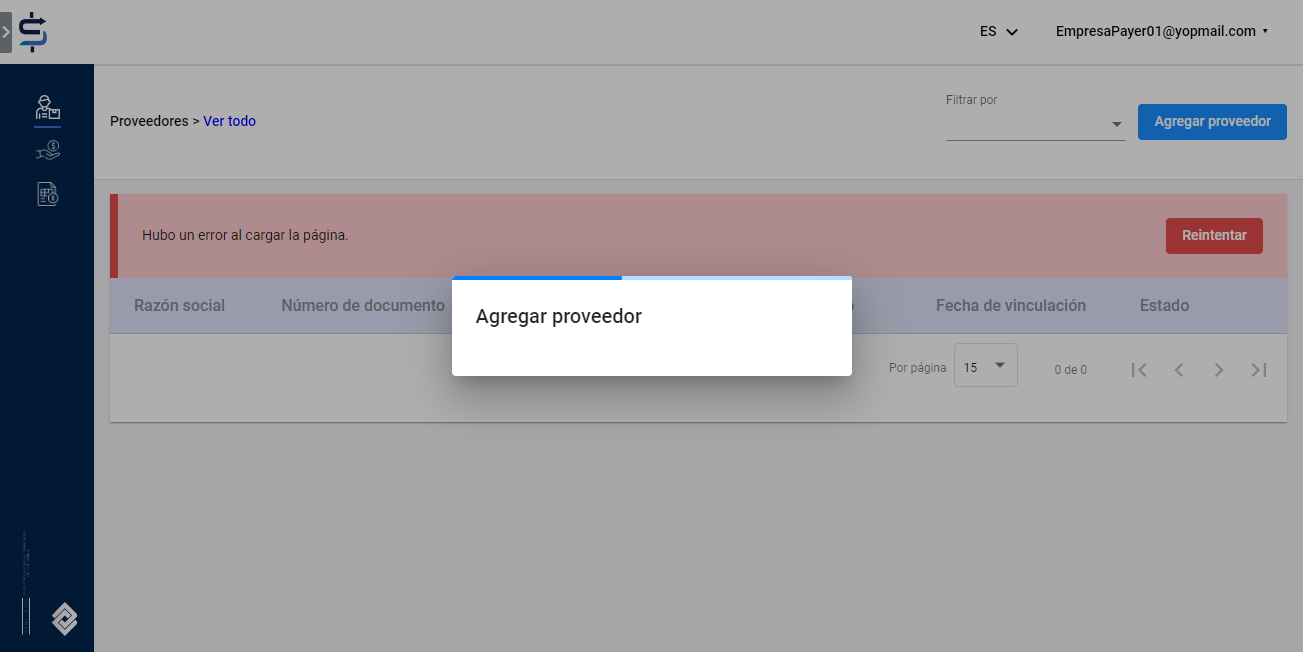 ES
EmpresaPayer01@yopmail.com
Proveedores > Ver todo
Filtrar por
Agregar proveedor
Hubo un error al cargar la página.
Reintentar
Razón social
Número de documento
Fecha de vinculación
Estado
Agregar proveedor
Por página
15
0 de 0